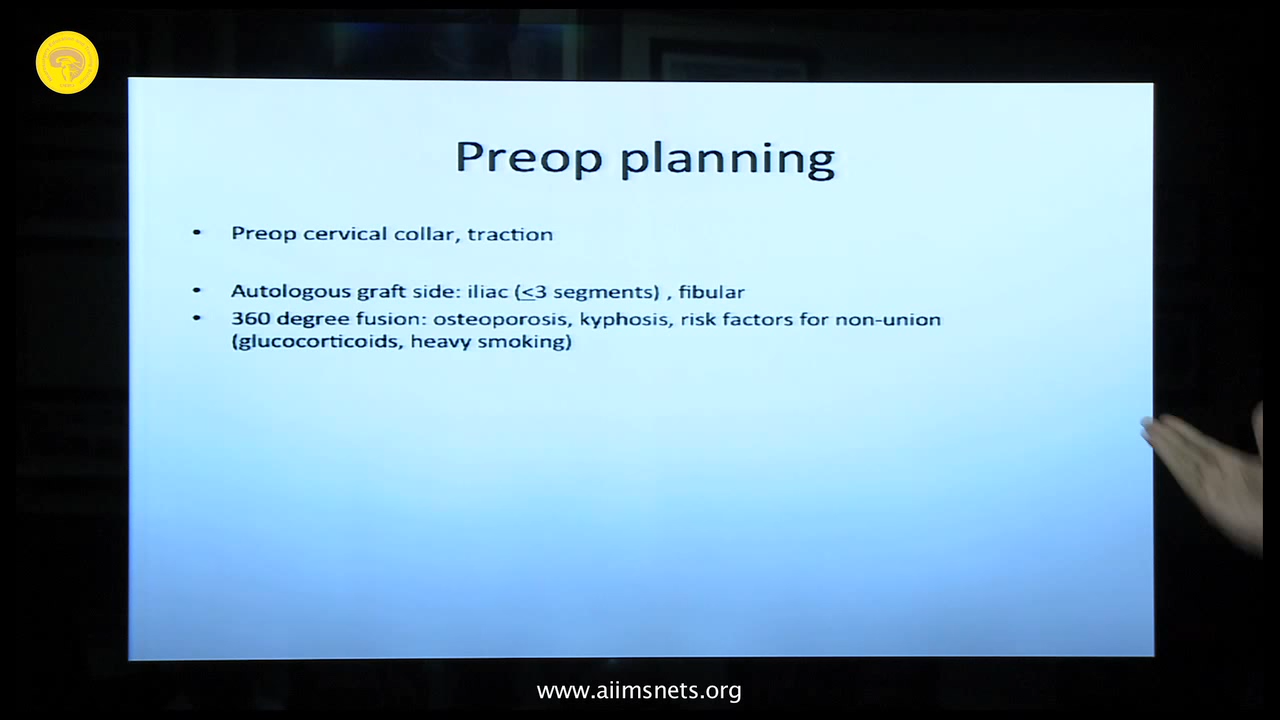 Preop planning
• Preop cervical collar, traction
• Autologous graft side: iliac (≤3 segments) , fibular
• 360 degree fusion: osteoporosis, kyphosis, risk factors for non-union
(glucocorticoids, heavy smoking)
www.aiimsnets.org